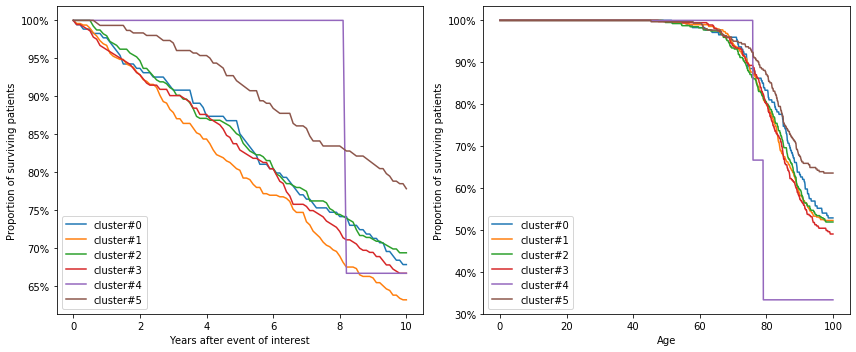 Proportion of surviving patients
100%
95%
90%
85%
80%
75%
70%
65%
cluster#0
cluster#1
cluster#2
cluster#3
cluster#4
cluster#5
0 2 4 6 8 10
Years after event of interest
Proportion of surviving patients
100%
90%
80%
70%
60%
50%
40%
30%
cluster#0
cluster#1
cluster#2
cluster#3
cluster#4
cluster#5
0 20 40 60 80 100
Age